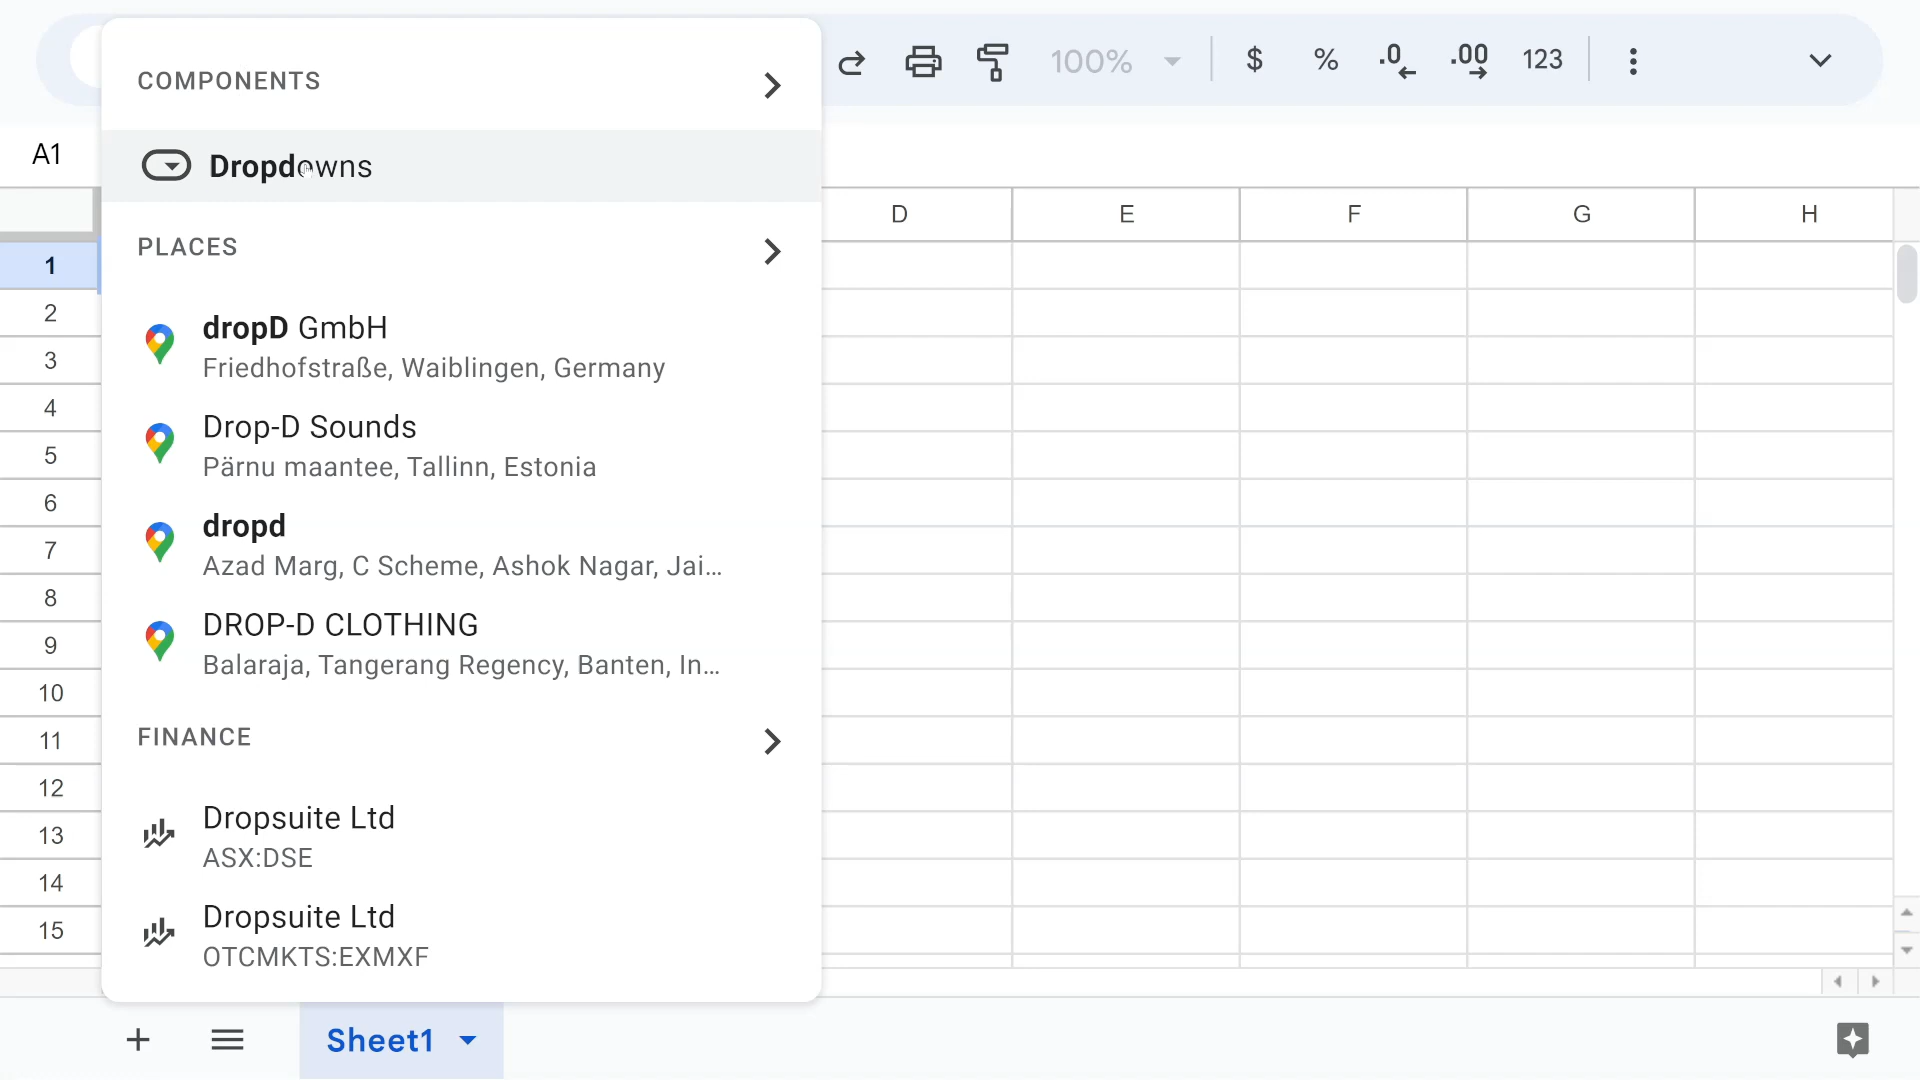 COMPONENTS
Dropdowns
PLACES
dropD GmbH
Friedhofstraße, Waiblingen, Germany
Drop-D Sounds
Pärnu maantee, Tallinn, Estonia
dropd
Azad Marg, C Scheme, Ashok Nagar, Jai...
DROP-D CLOTHING
Balaraja, Tangerang Regency, Banten, In...
FINANCE
Dropsuite Ltd
ASX:DSE
Dropsuite Ltd
OTCMKTS:EXMXF
100% $ % .0 .00 123
A1
D E F G H
1
2
3
4
5
6
7
8
9
10
11
12
13
14
15
Sheet1